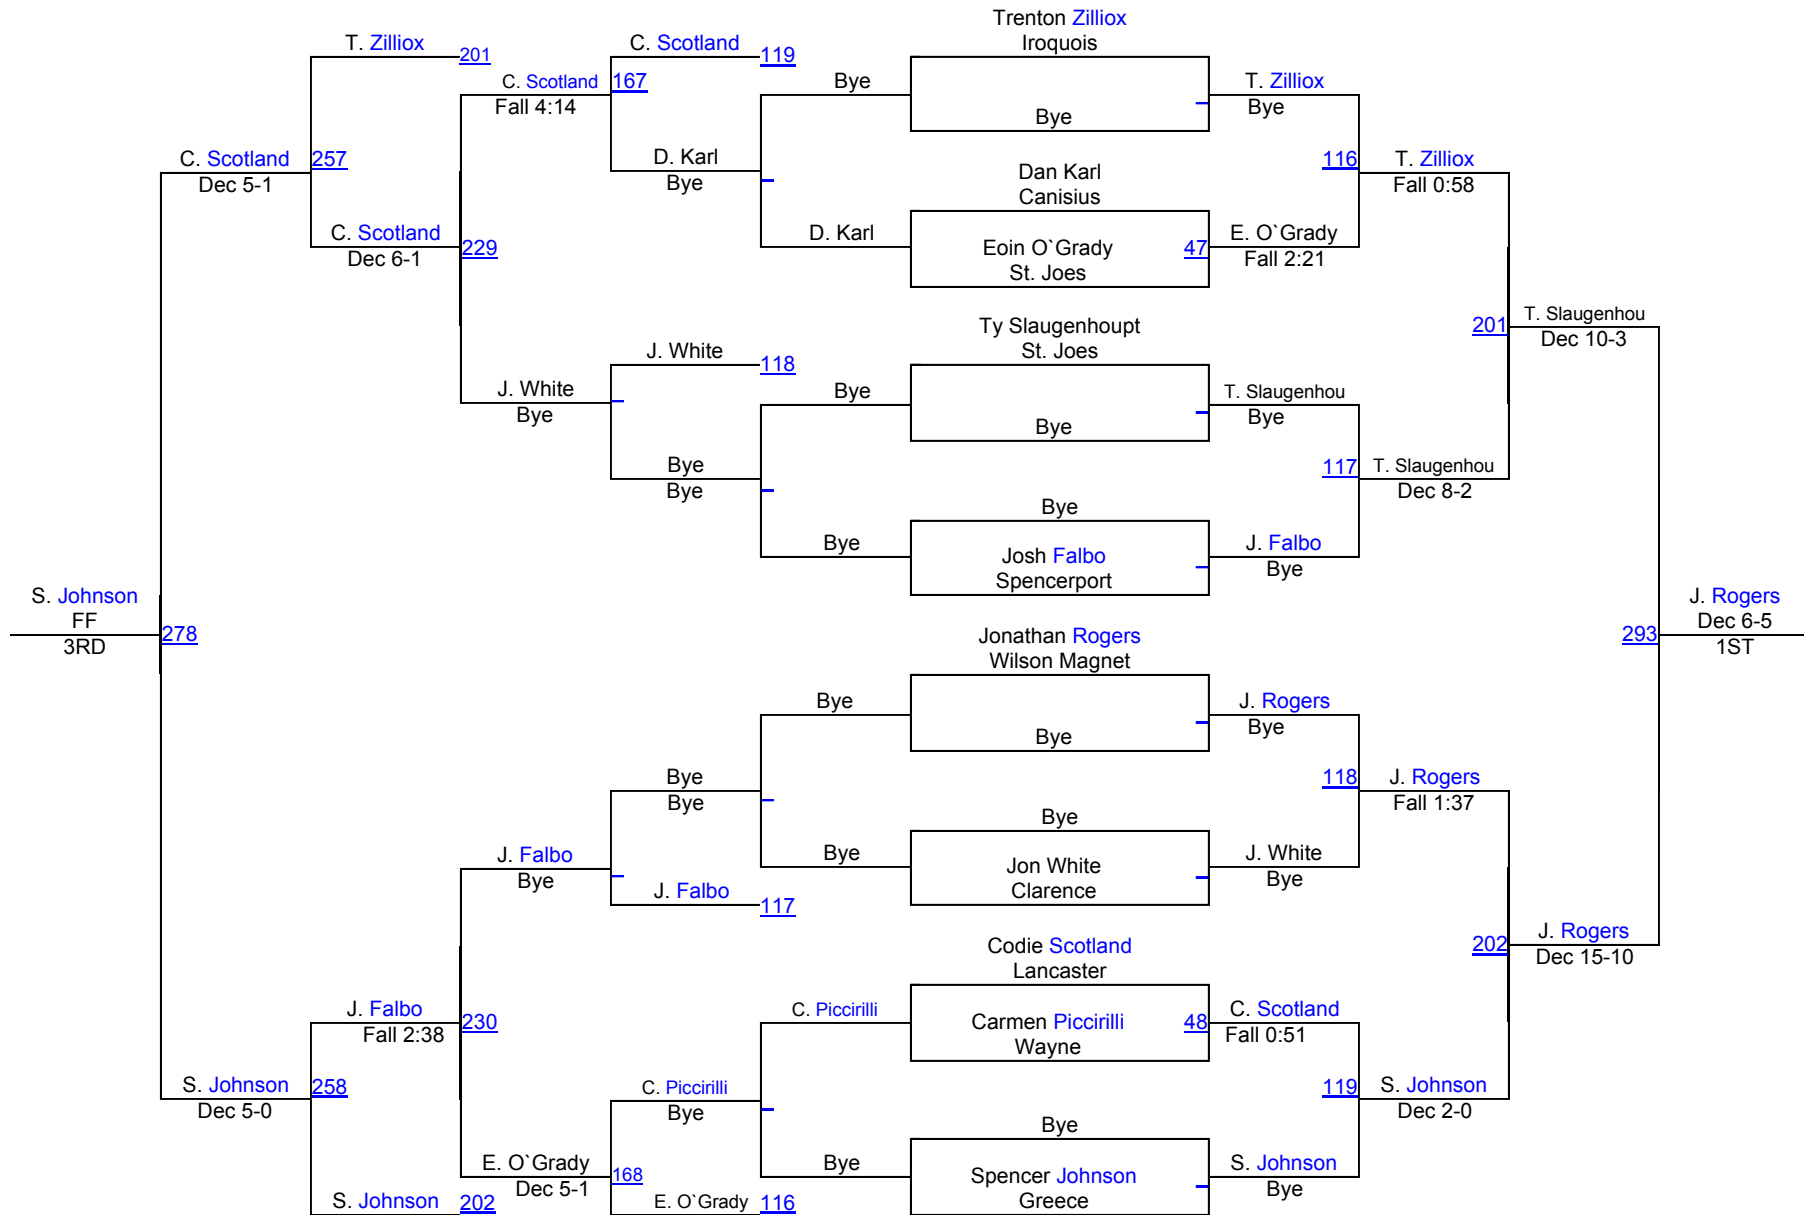 Trenton Zilliox
T. Zilliox
201
C. Scotland
119
Iroquois
C. Scotland
167
Fall 4:14
Bye
T. Zilliox
Bye
Bye
C. Scotland
257
Dec 5-1
D. Karl
Bye
Dan Karl
Canisius
116
T. Zilliox
Fall 0:58
C. Scotland
229
Dec 6-1
D. Karl
Eoin O`Grady
St. Joes
47
E. O`Grady
Fall 2:21
Ty Slaugenhoupt
St. Joes
201
T. Slaugenhou
Dec 10-3
J. White
118
J. White
Bye
Bye
Bye
T. Slaugenhou
Bye
Bye
Bye
117
T. Slaugenhou
Dec 8-2
Bye
Bye
Josh Falbo
Spencerport
J. Falbo
Bye
S. Johnson
FF
3RD
278
Jonathan Rogers
Wilson Magnet
293
J. Rogers
Dec 6-5
1ST
Bye
Bye
J. Rogers
Bye
Bye
Bye
118
J. Rogers
Fall 1:37
J. Falbo
Bye
J. Falbo
117
Bye
Bye
Jon White
Clarence
J. White
Bye
Codie Scotland
Lancaster
202
J. Rogers
Dec 15-10
J. Falbo
230
Fall 2:38
C. Piccirilli
Carmen Piccirilli
Wayne
48
C. Scotland
Fall 0:51
S. Johnson
258
Dec 5-0
C. Piccirilli
Bye
119
S. Johnson
Dec 2-0
Bye
E. O`Grady
168
Dec 5-1
Bye
Spencer Johnson
Greece
S. Johnson
Bye
S. Johnson
202
E. O`Grady
116